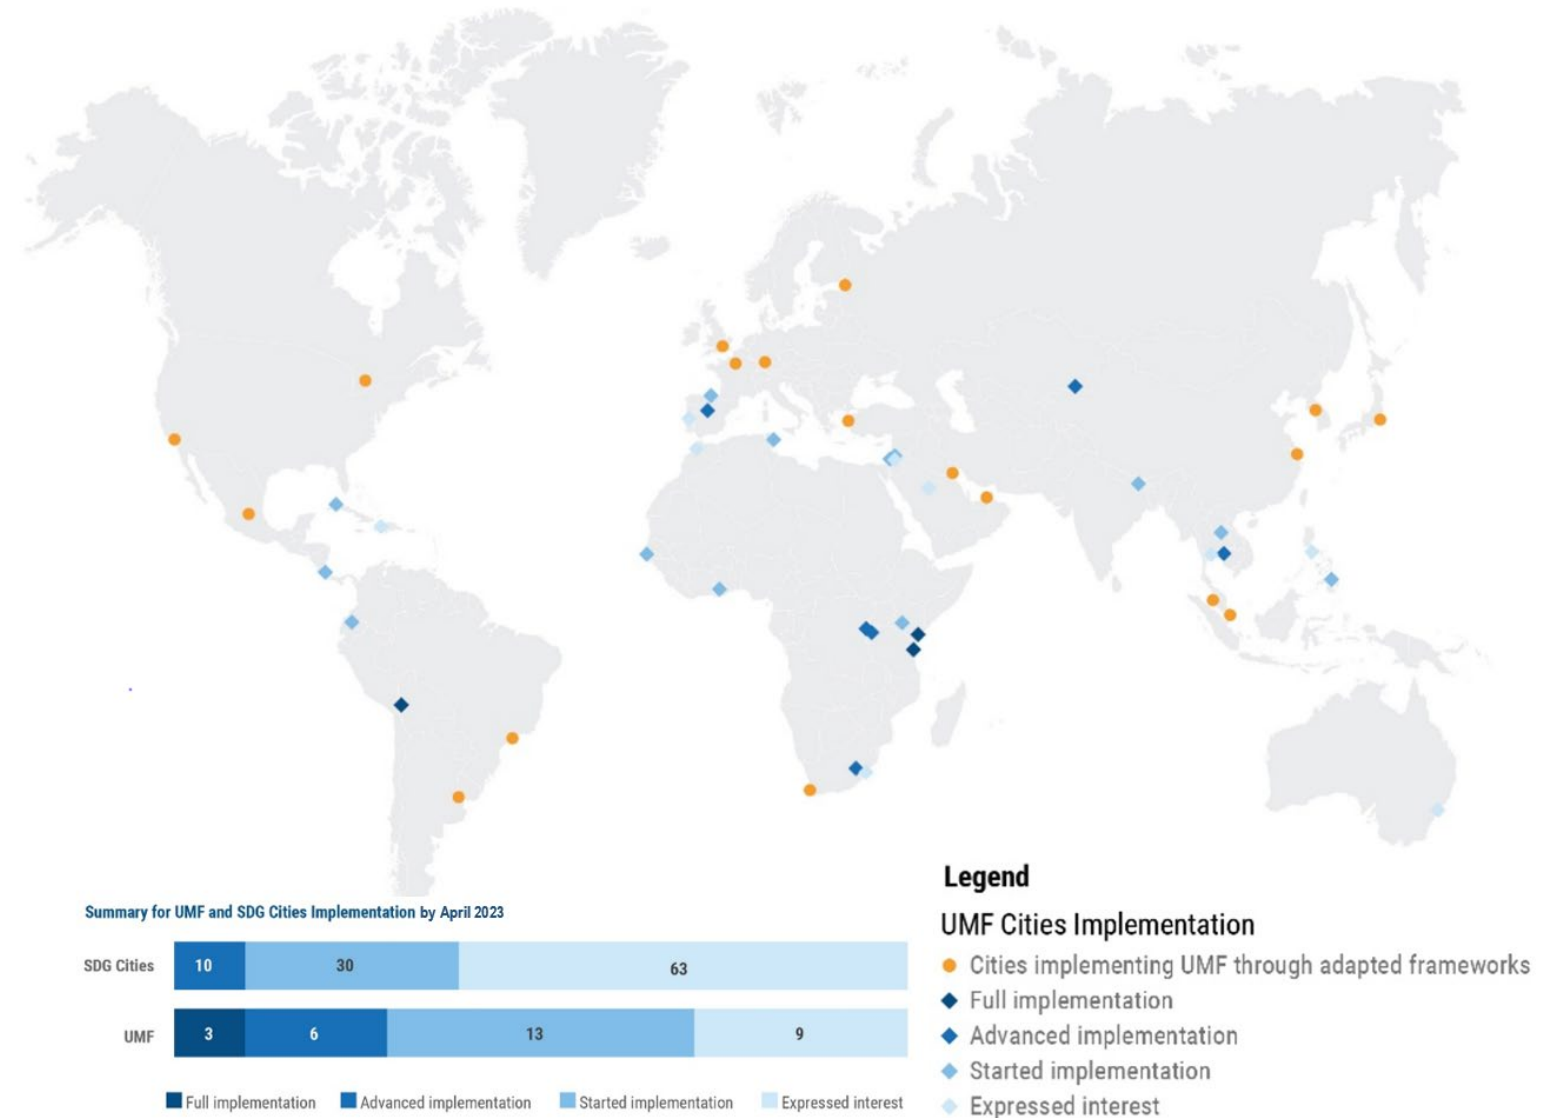 Summary for UMF and SDG Cities Implementation by April 2023
SDG Cities 10 30 63
UMF 3 6 13 9
Full implementation Advanced implementation Started implementation Expressed interest
Legend
UMF Cities Implementation
Cities implementing UMF through adapted frameworks
Full implementation
Advanced implementation
Started implementation
Expressed interest